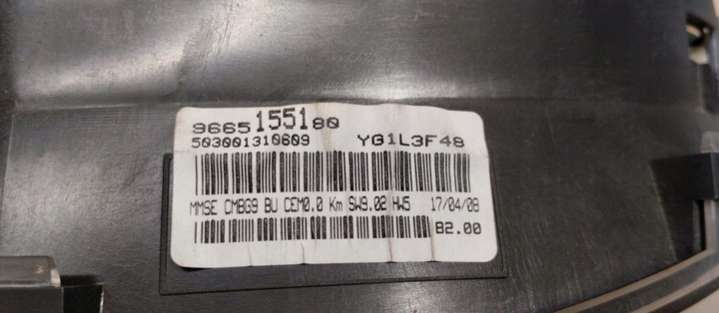 9665155180
503001310609 YG1L3F48
MMSE CMBG9 BU CEM0.0 Km SW9.02 HW5 17/04/08
B2.00